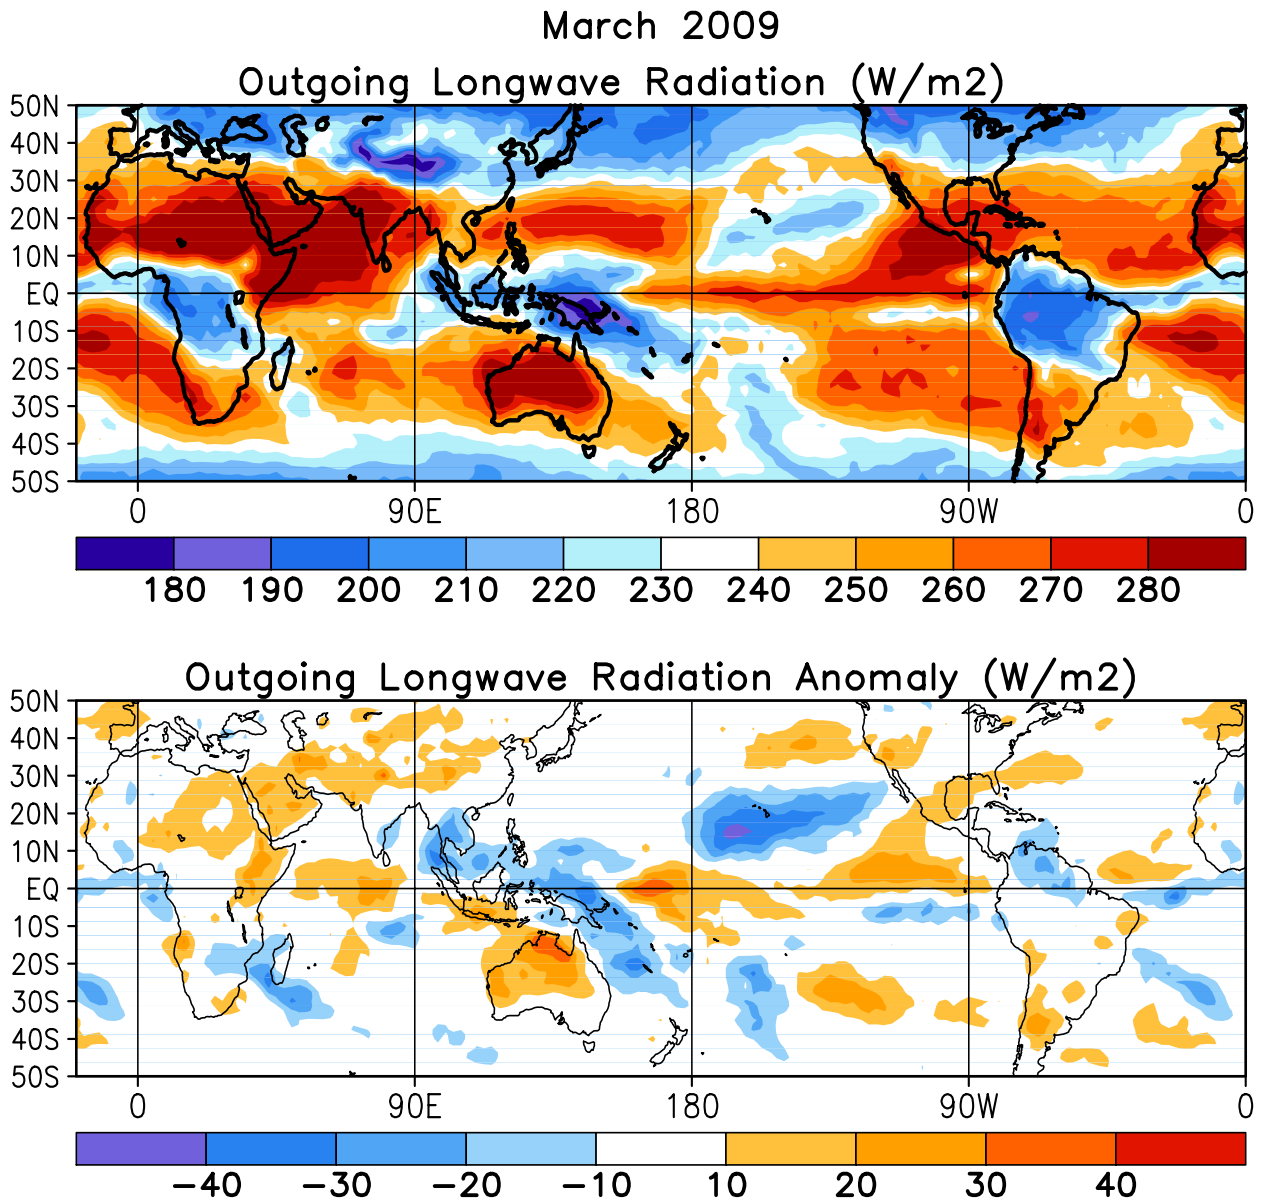 March 2009
Outgoing Longwave Radiation (W/m2)
50N
40N
30N
20N
10N
EQ
10S
20S
30S
40S
50S
0 90E 180 90W 0
180 190 200 210 220 230 240 250 260 270 280
Outgoing Longwave Radiation Anomaly (W/m2)
50N
40N
30N
20N
10N
EQ
10S
20S
30S
40S
50S
0 90E 180 90W 0
−40 −30 −20 −10 10 20 30 40